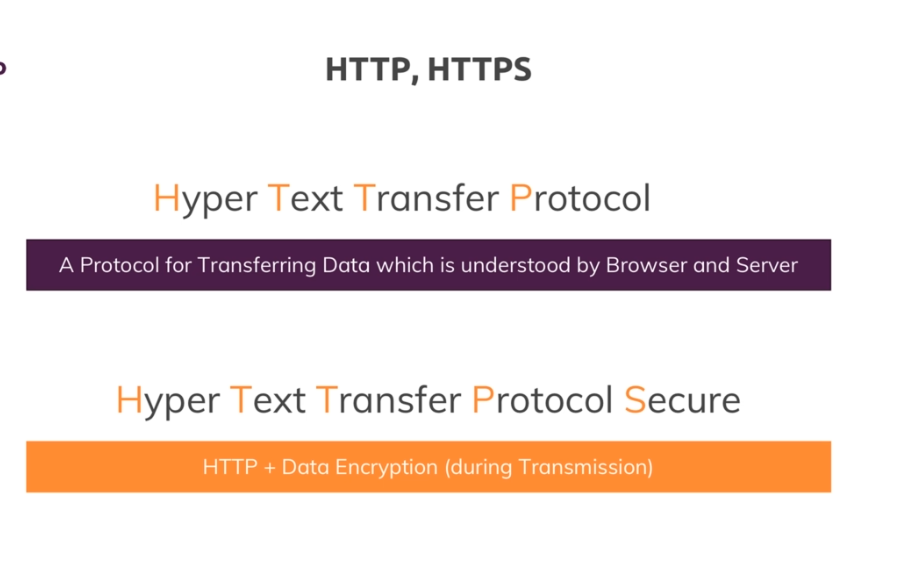 HTTP, HTTPS
Hyper Text Transfer Protocol
A Protocol for Transferring Data which is understood by Browser and Server
Hyper Text Transfer Protocol Secure
HTTP + Data Encryption (during Transmission)